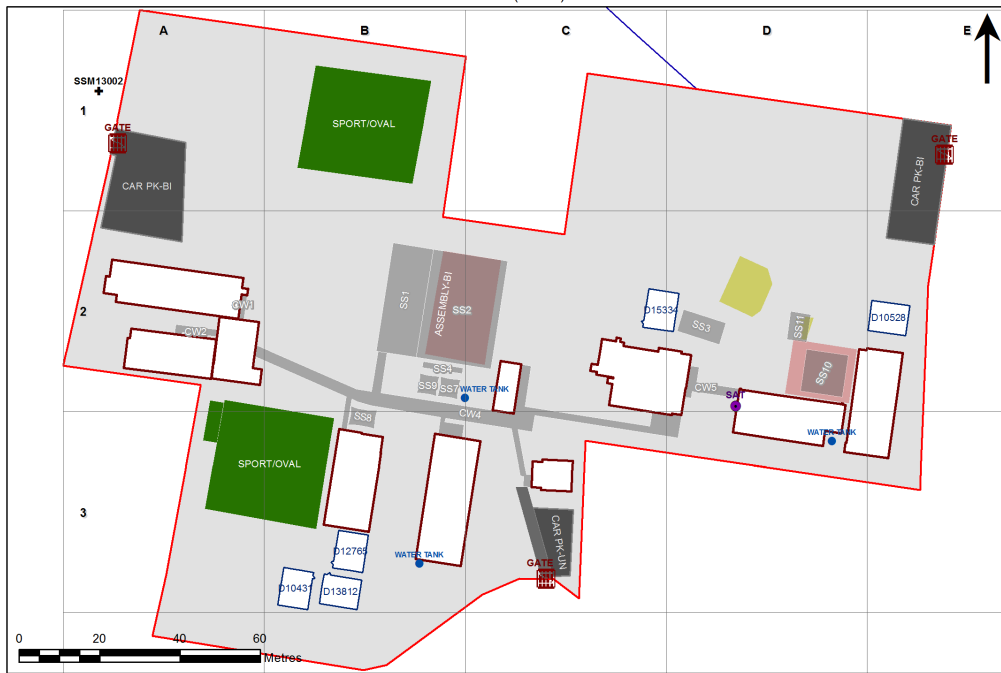 A
B
C
D
E
SSM13002
1
GATE
SPORT/OVAL
GATE
CAR PK-BI
CAR PK-BI
2
CW1
CW2
SS1
ASSEMBLY-BI
SS2
D15334
SS3
SS11
D10528
SS4
SS9
SS7
WATER TANK
CW5
SAT
SS10
CW4
SS8
WATER TANK
SPORT/OVAL
3
CAR PK-UN
D12765
WATER TANK
GATE
D10431
D13812
0
20
40
60
Metres